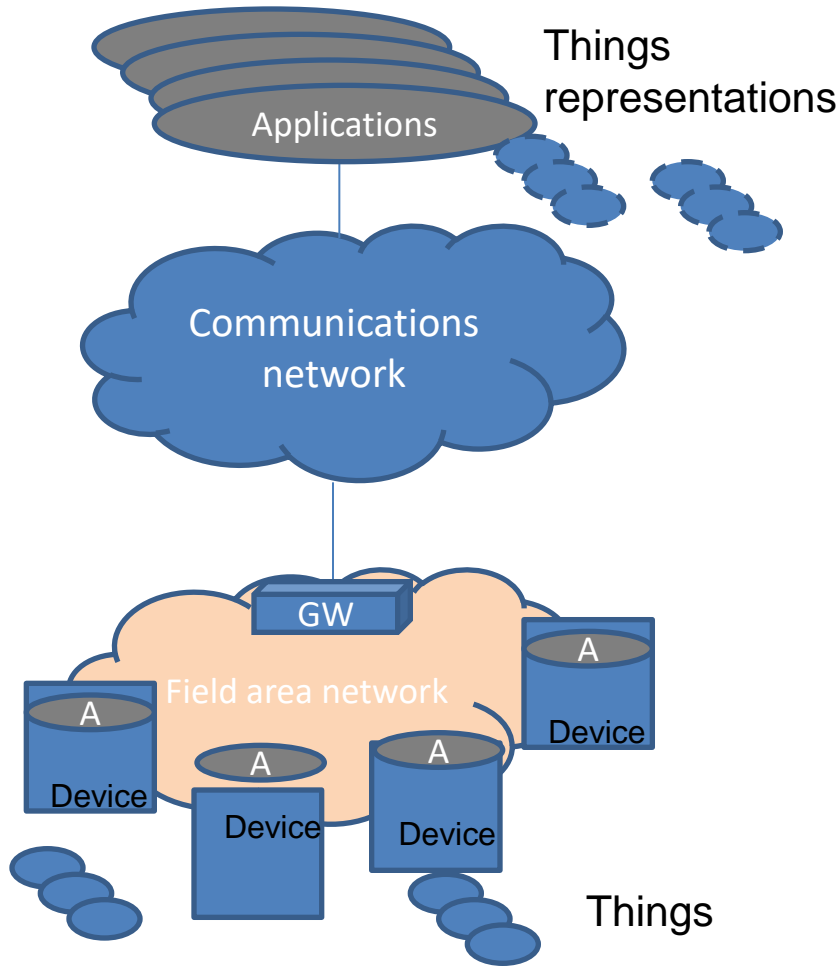 Things
representations
Applications
Communications
network
GW
A
Field area network
A
A
A
Device
Device
Device
Device
Things